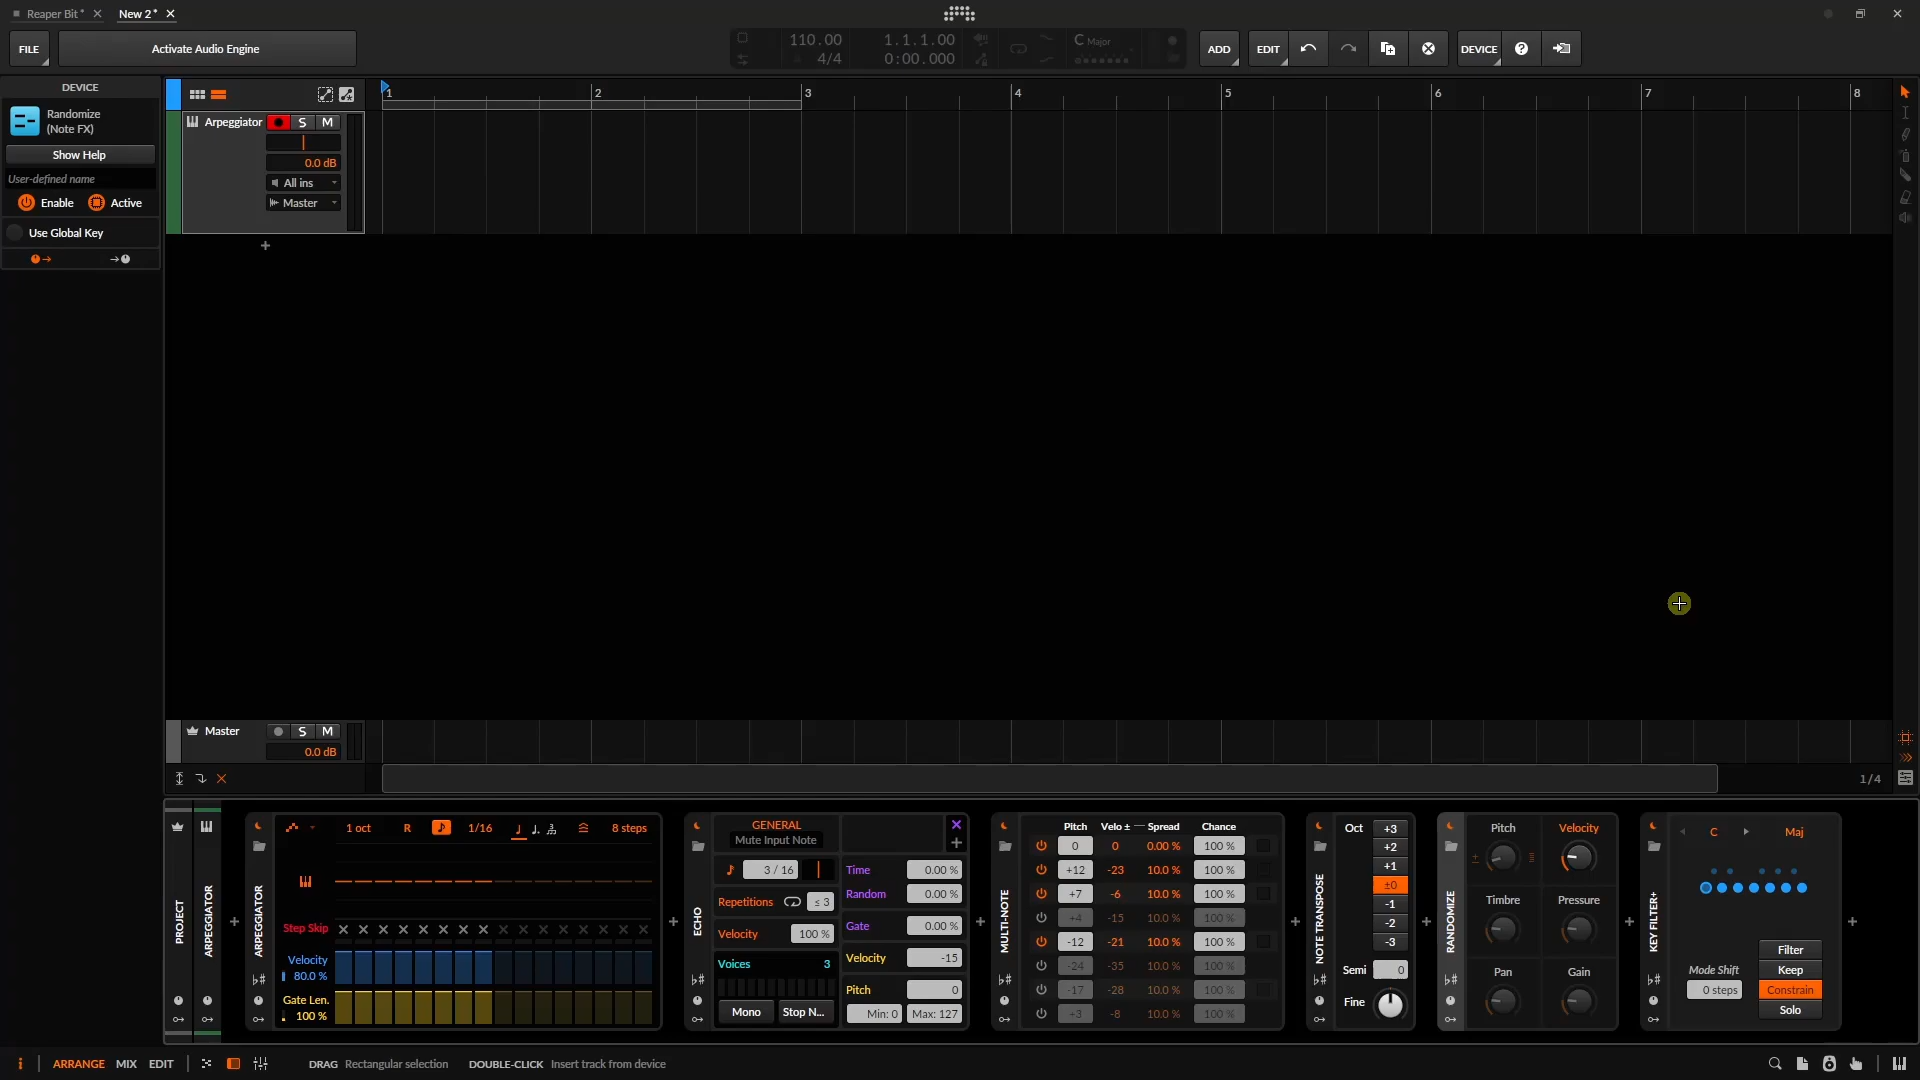 Reaper Bit*
New 2*
FILE
Activate Audio Engine
110.00
4/4
1.1.1.00
0:00.000
C Major
ADD
EDIT
DEVICE
?
DEVICE
Randomize
(Note FX)
Show Help
User-defined name
Enable
Active
Use Global Key
1 2 3 4 5 6 7 8
Arpeggiator
S M
0.0 dB
All ins
Master
Master
S M
0.0 dB
1/4
PROJECT
ARPEGGIATOR
ARPEGGIATOR
1 oct
R
1/16
3
8 steps
Step Skip
Velocity
80.0 %
Gate Len.
100 %
ECHO
GENERAL
Mute Input Note
3 / 16
Repetitions
≤ 3
Velocity
100 %
Voices
3
Mono
Stop N...
Time
0.00 %
Random
0.00 %
Gate
0.00 %
Velocity
-15
Pitch
0
Min: 0
Max: 127
MULTI-NOTE
Pitch Velo ± Spread Chance
0 0 0.00 % 100 %
+12 -23 10.0 % 100 %
+7 -6 10.0 % 100 %
+4 -15 10.0 % 100 %
-12 -21 10.0 % 100 %
-24 -35 10.0 % 100 %
-17 -28 10.0 % 100 %
+3 -8 10.0 % 100 %
NOTE TRANSPOSE
Oct
+3
+2
+1
±0
-1
-2
-3
Semi
0
Fine
RANDOMIZE
Pitch
Velocity
Timbre
Pressure
Pan
Gain
KEY FILTER+
C
Maj
Mode Shift
0 steps
Filter
Keep
Constrain
Solo
i
ARRANGE
MIX
EDIT
DRAG Rectangular selection
DOUBLE-CLICK Insert track from device